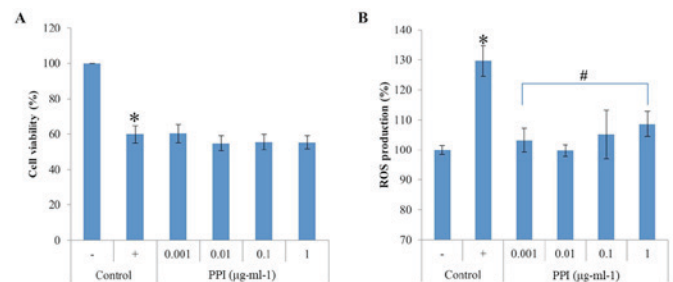 A
Cell viability (%)
120
100
80
60
40
20
0
*
- + 0.001 0.01 0.1 1
Control PPI (μg-ml-1)
B
ROS production (%)
140
130
120
110
100
90
80
70
*
#
- + 0.001 0.01 0.1 1
Control PPI (μg-ml-1)